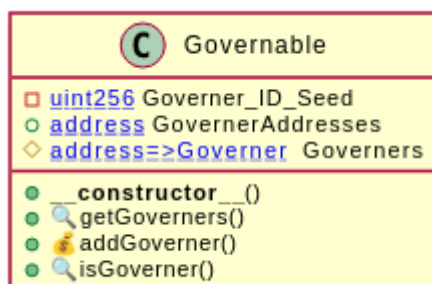 C Governable
uint256 Governer_ID_Seed
address GovernerAddresses
address=>Governer Governers
__constructor__()
🔍getGoverners()
💰addGoverner()
🔍isGoverner()